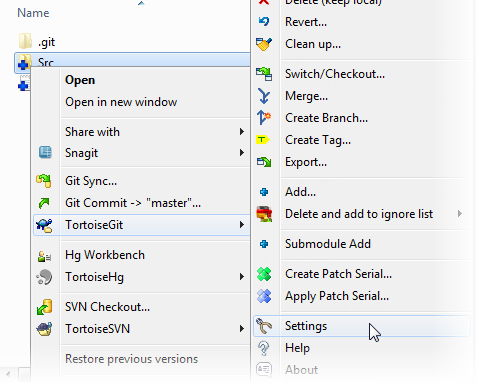 Name
.git
Src
Open
Open in new window
Share with
Snagit
Git Sync...
Git Commit -> "master"...
TortoiseGit
Hg Workbench
TortoiseHg
SVN Checkout...
TortoiseSVN
Restore previous versions
Delete (keep local)
Revert...
Clean up...
Switch/Checkout...
Merge...
Create Branch...
Create Tag...
Export...
Add...
Delete and add to ignore list
Submodule Add
Create Patch Serial...
Apply Patch Serial...
Settings
Help
About